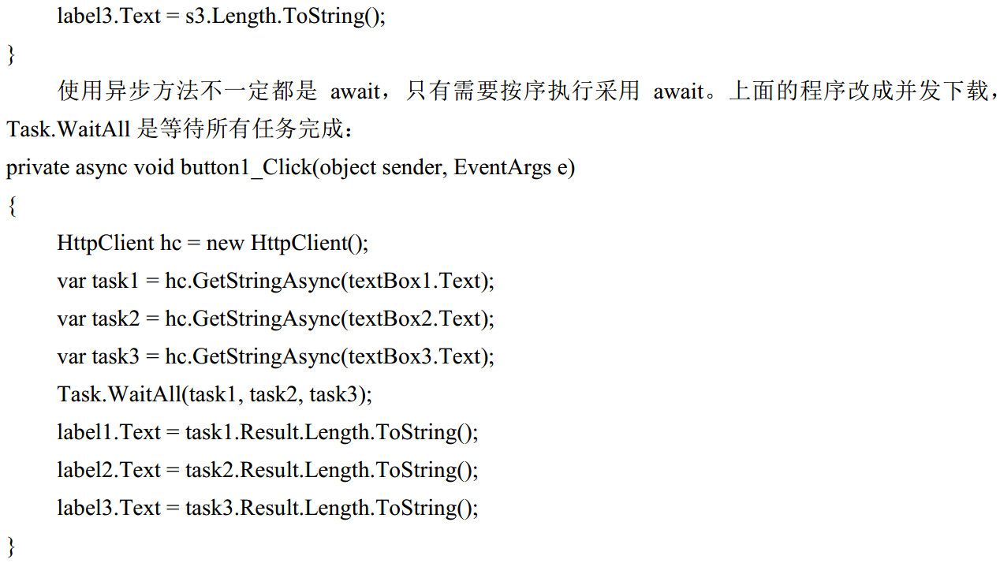 label3.Text = s3.Length.ToString();
}
使用异步方法不一定都是 await，只有需要按序执行采用 await。上面的程序改成并发下载，
Task.WaitAll 是等待所有任务完成：
private async void button1_Click(object sender, EventArgs e)
{
HttpClient hc = new HttpClient();
var task1 = hc.GetStringAsync(textBox1.Text);
var task2 = hc.GetStringAsync(textBox2.Text);
var task3 = hc.GetStringAsync(textBox3.Text);
Task.WaitAll(task1, task2, task3);
label1.Text = task1.Result.Length.ToString();
label2.Text = task2.Result.Length.ToString();
label3.Text = task3.Result.Length.ToString();
}